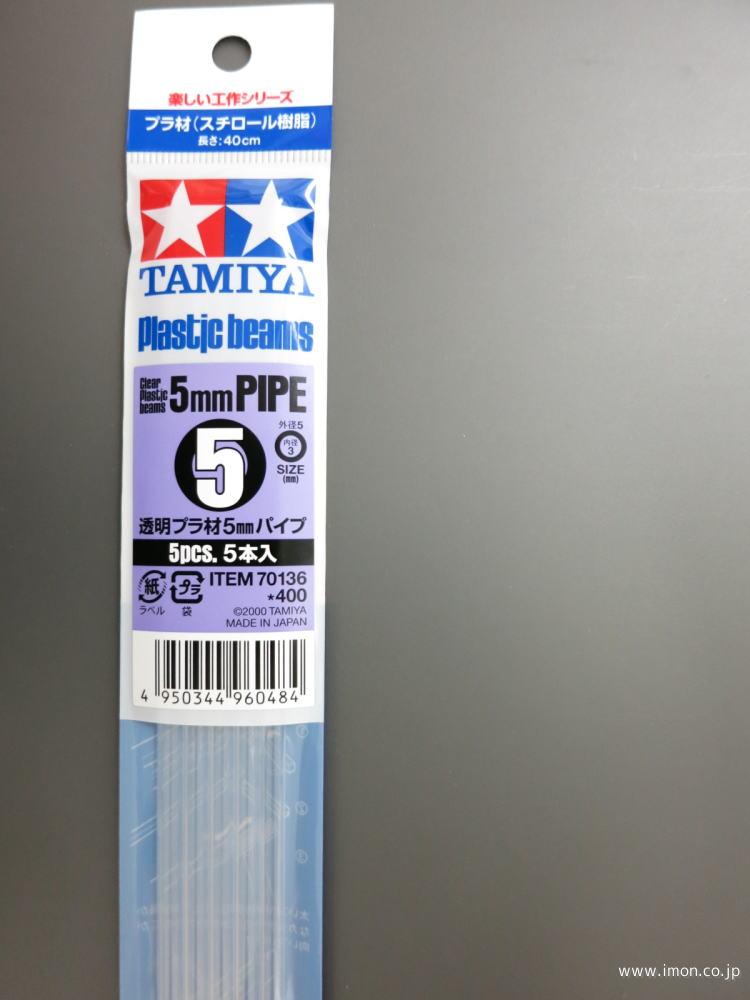 楽しい工作シリーズ
プラ材(スチロール樹脂)
長さ:40cm
TAMIYA
Plastic beams
Clear
Plastic
beams
5mm PIPE
5
外径5
内径
3
SIZE
(mm)
透明プラ材5mmパイプ
5pcs. 5本入
紙
ラベル
プラ
袋
ITEM 70136
*400
©2000 TAMIYA
MADE IN JAPAN
4 950344 960484
①
②
③
www.imon.co.jp